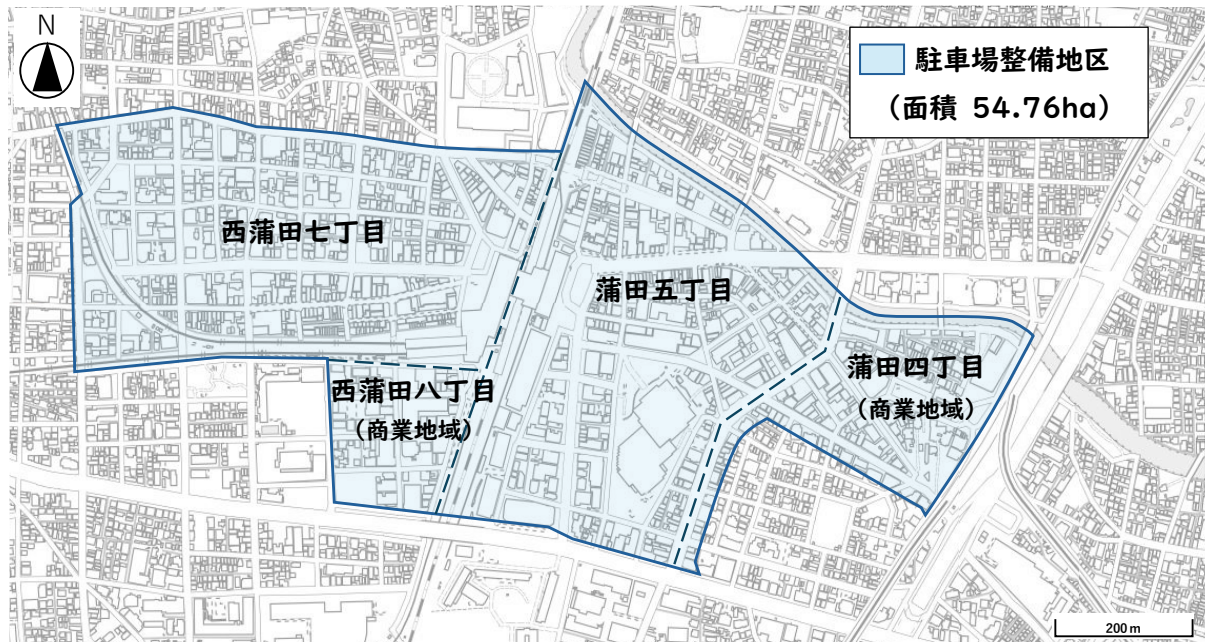 N
駐車場整備地区
(面積 54.76ha)
西蒲田七丁目
蒲田五丁目
西蒲田八丁目
(商業地域)
蒲田四丁目
(商業地域)
200m